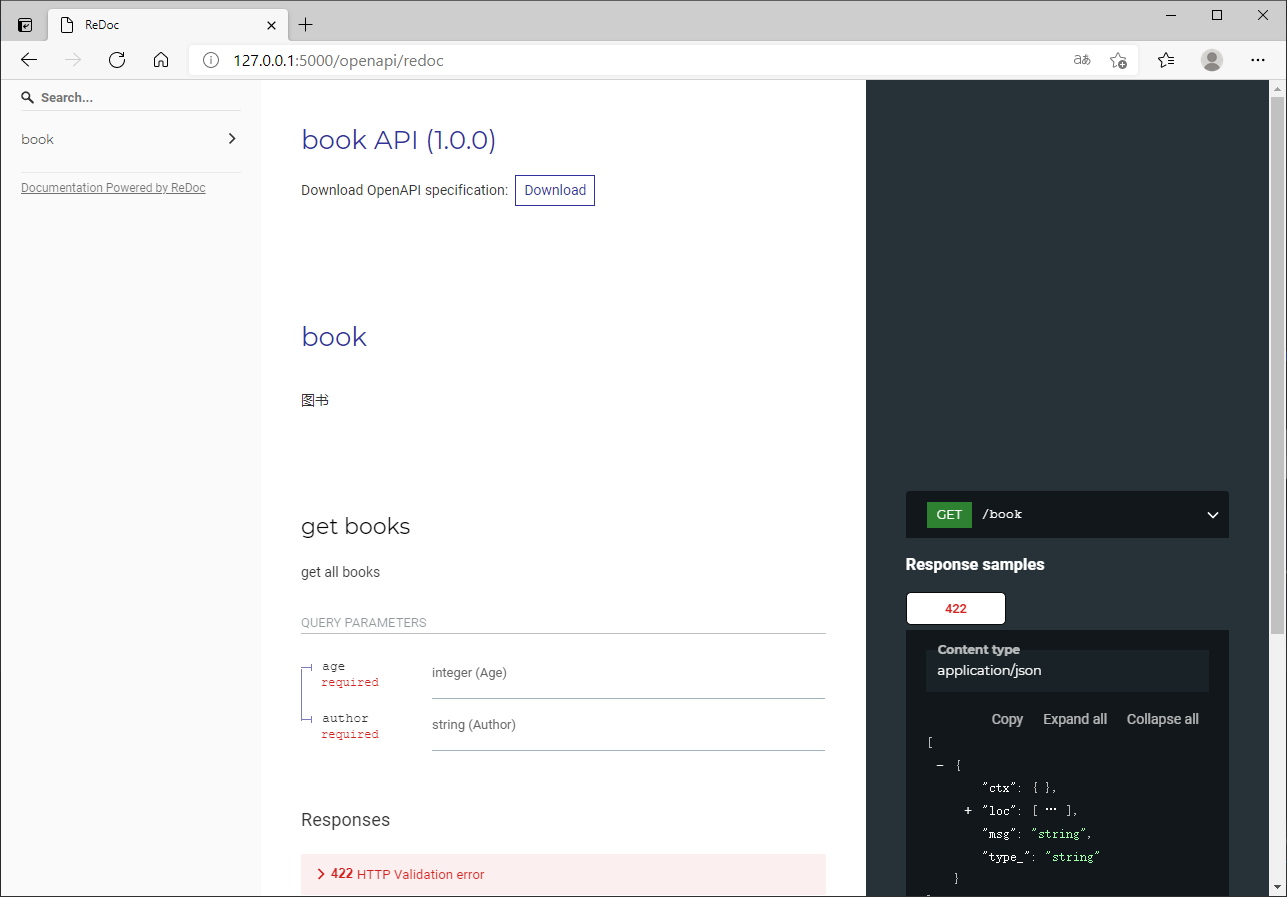 ReDoc
127.0.0.1:5000/openapi/redoc
aあ
Search...
book
Documentation Powered by ReDoc
book API (1.0.0)
Download OpenAPI specification: Download
book
图书
get books
get all books
QUERY PARAMETERS
age
required
integer (Age)
author
required
string (Author)
Responses
422 HTTP Validation error
GET /book
Response samples
422
Content type
application/json
Copy Expand all Collapse all
[
− {
"ctx": { },
+ "loc": [ ··· ],
"msg": "string",
"type_": "string"
}